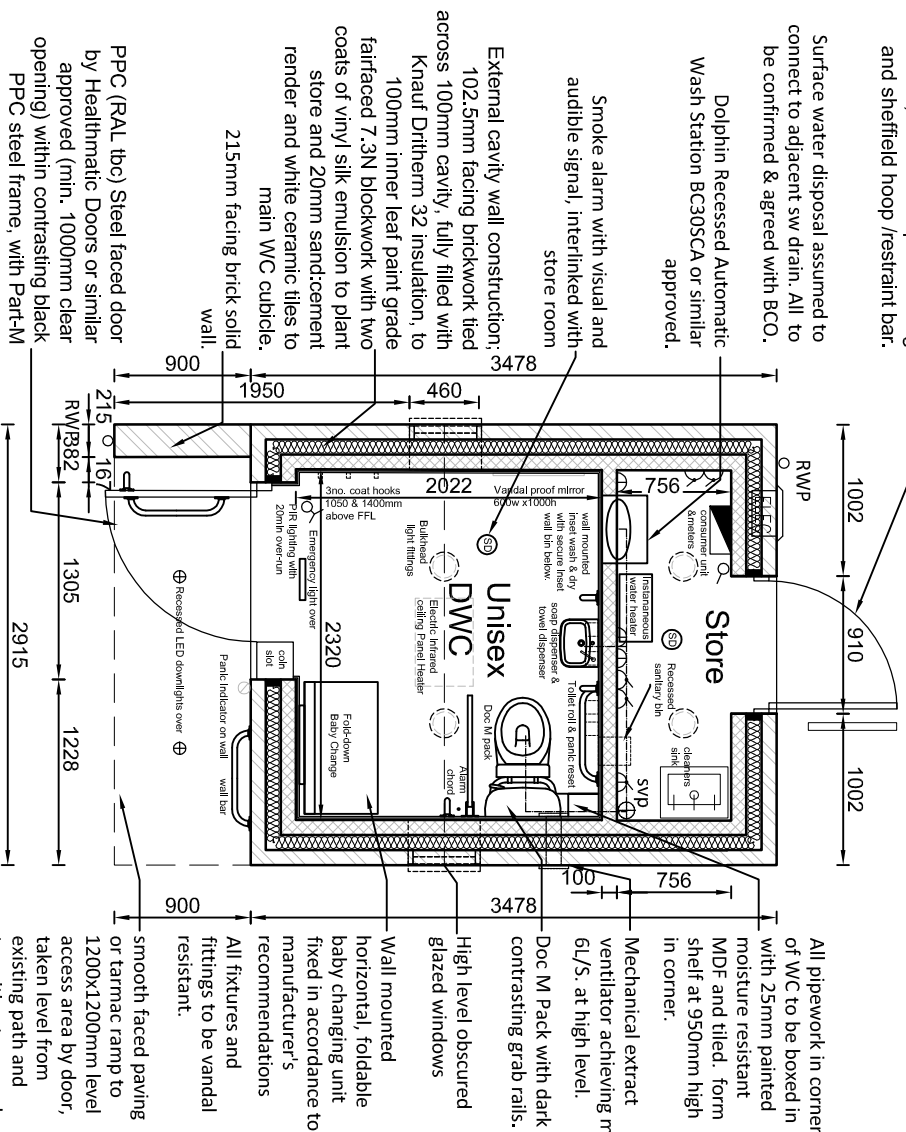 and sheffield hoop /restraint bar.
Surface water disposal assumed to
connect to adjacent sw drain. All to
be confirmed & agreed with BCO.
Dolphin Recessed Automatic
Wash Station BC30SCA or similar
approved.
Smoke alarm with visual and
audible signal, interlinked with
store room
External cavity wall construction;
102.5mm facing brickwork tied
across 100mm cavity, fully filled with
Knauf Dritherm 32 insulation, to
100mm inner leaf paint grade
fairfaced 7.3N blockwork with two
coats of vinyl silk emulsion to plant
store and 20mm sand:cement
render and white ceramic tiles to
main WC cubicle.
215mm facing brick solid
wall.
PPC (RAL tbc) Steel faced door
by Healthmatic Doors or similar
approved (min. 1000mm clear
opening) within contrasting black
PPC steel frame, with Part-M
900
3478
1950
460
215
RWP
382
167
1305
1228
2915
RWP
1002
910
1002
ELEC
756
consumer unit
&meters
Instananeous
water heater
Store
SD
Recessed
sanitary bin
cleaners
sink
svp
2022
Vandal proof mirror
600w x1000h
3no. coat hooks
1050 & 1400mm
above FFL
wall mounted
inset wash & dry
with secure inset
wall bin below.
soap dispenser &
towel dispenser
Toilet roll & panic reset
SD
Unisex
DWC
Bulkhead
light fittings
Electric Infrared
ceiling Panel Heater
Doc M pack
Alarm
chord
Emergency light over
PIR lighting with
20min over-run
2320
Fold-down
Baby Change
coin
slot
Recessed LED downlights over
Panic Indicator on wall
wall bar
100
756
900
3478
All pipework in corner
of WC to be boxed in
with 25mm painted
moisture resistant
MDF and tiled. form
shelf at 950mm high
in corner.
Mechanical extract
ventilator achieving
6L/S. at high level.
Doc M Pack with dark
contrasting grab rails.
High level obscured
glazed windows
Wall mounted
horizontal, foldable
baby changing unit
fixed in accordance to
manufacturer's
recommendations
All fixtures and
fittings to be vandal
resistant.
smooth faced paving
or tarmac ramp to
1200x1200mm level
access area by door,
taken level from
existing path and